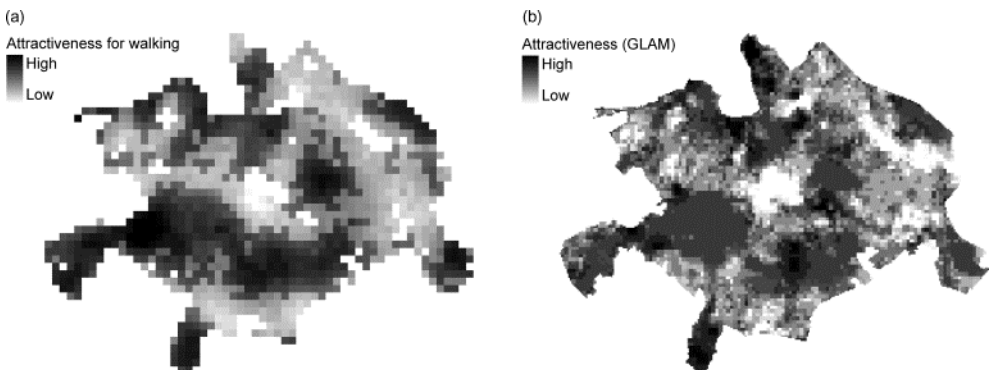 (a)
Attractiveness for walking
High
Low
(b)
Attractiveness (GLAM)
High
Low